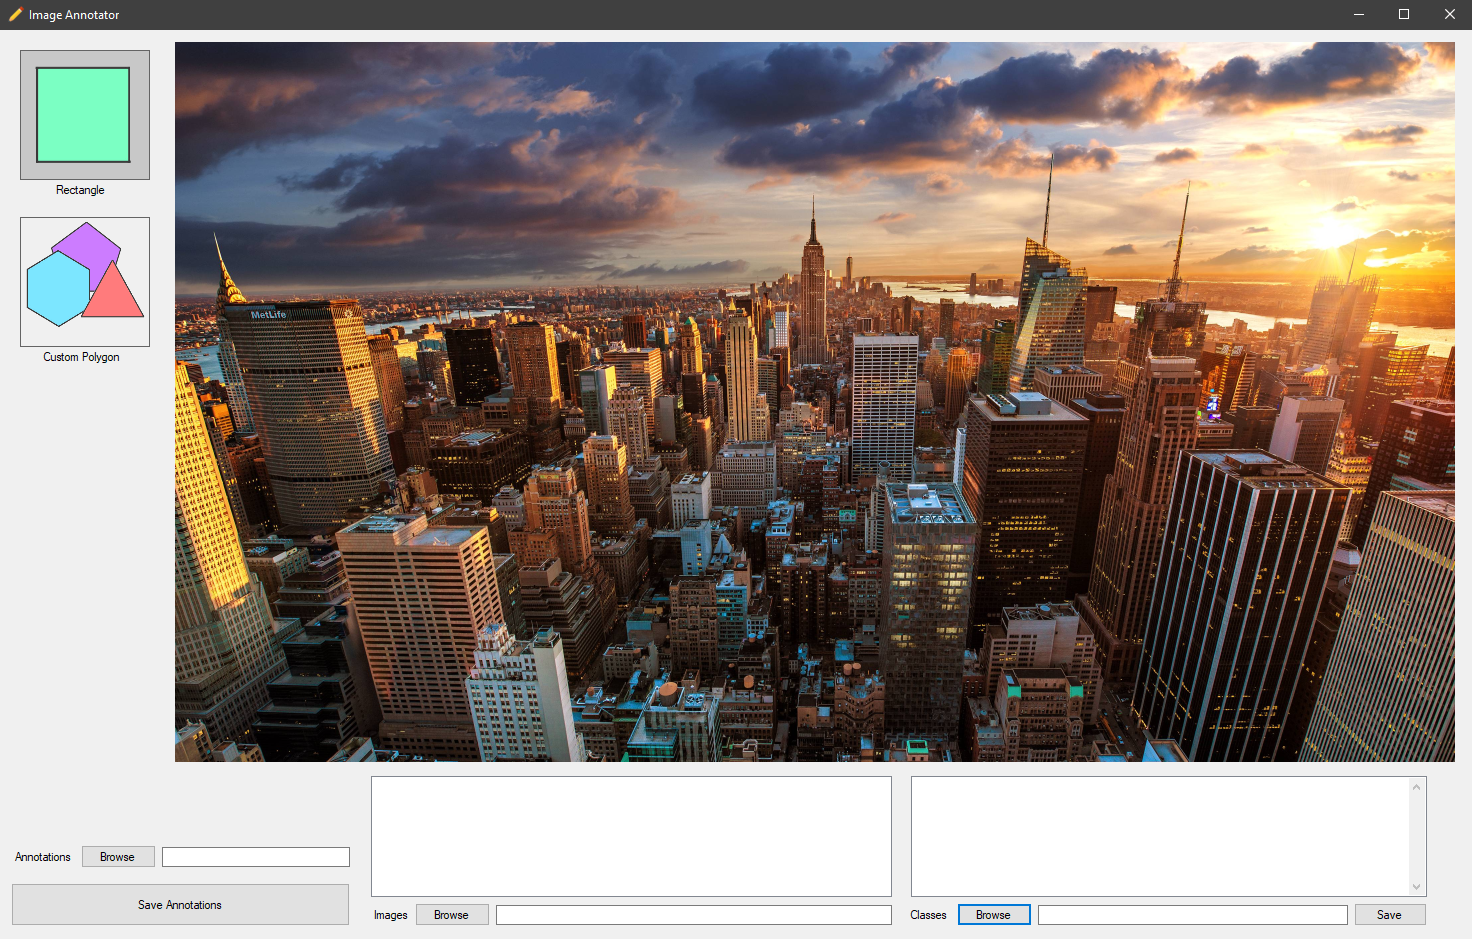 Image Annotator
Rectangle
Custom Polygon
MetLife
Annotations
Browse
Save Annotations
Images
Browse
Classes
Browse
Save